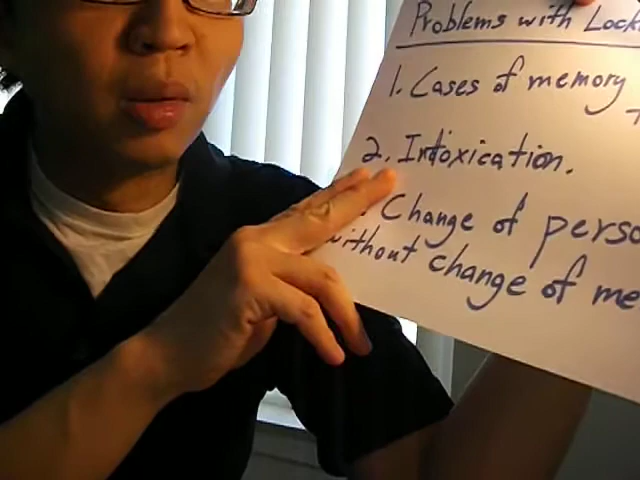 Problems with Lock
1. Cases of memory
2. Intoxication.
Change of perso
without change of me